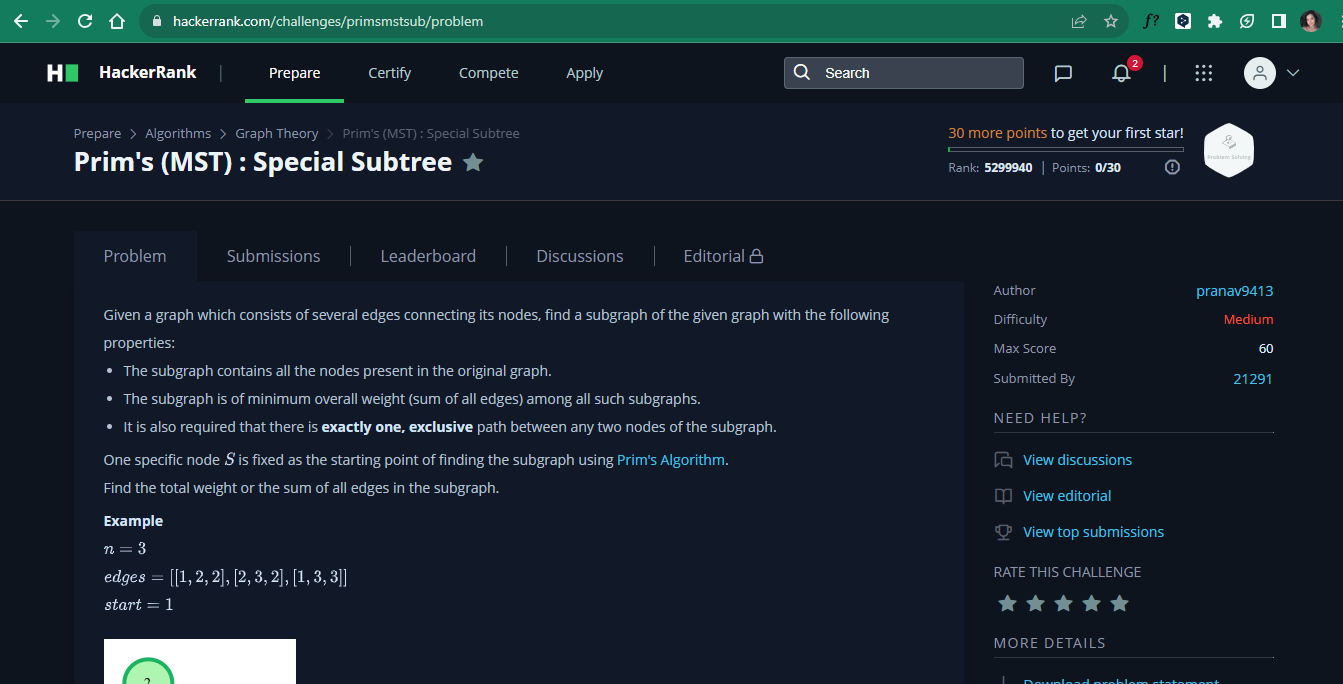 hackerrank.com/challenges/primsmstsub/problem
f?
HackerRank | Prepare Certify Compete Apply Search 2
Prepare > Algorithms > Graph Theory > Prim's (MST) : Special Subtree
Prim's (MST) : Special Subtree
30 more points to get your first star!
Rank: 5299940 | Points: 0/30
Problem Solving
Problem Submissions Leaderboard Discussions Editorial
Given a graph which consists of several edges connecting its nodes, find a subgraph of the given graph with the following
properties:
• The subgraph contains all the nodes present in the original graph.
• The subgraph is of minimum overall weight (sum of all edges) among all such subgraphs.
• It is also required that there is exactly one, exclusive path between any two nodes of the subgraph.
One specific node S is fixed as the starting point of finding the subgraph using Prim's Algorithm.
Find the total weight or the sum of all edges in the subgraph.
Example
n = 3
edges = [[1, 2, 2], [2, 3, 2], [1, 3, 3]]
start = 1
2
Author pranav9413
Difficulty Medium
Max Score 60
Submitted By 21291
NEED HELP?
View discussions
View editorial
View top submissions
RATE THIS CHALLENGE
MORE DETAILS
Download problem statement